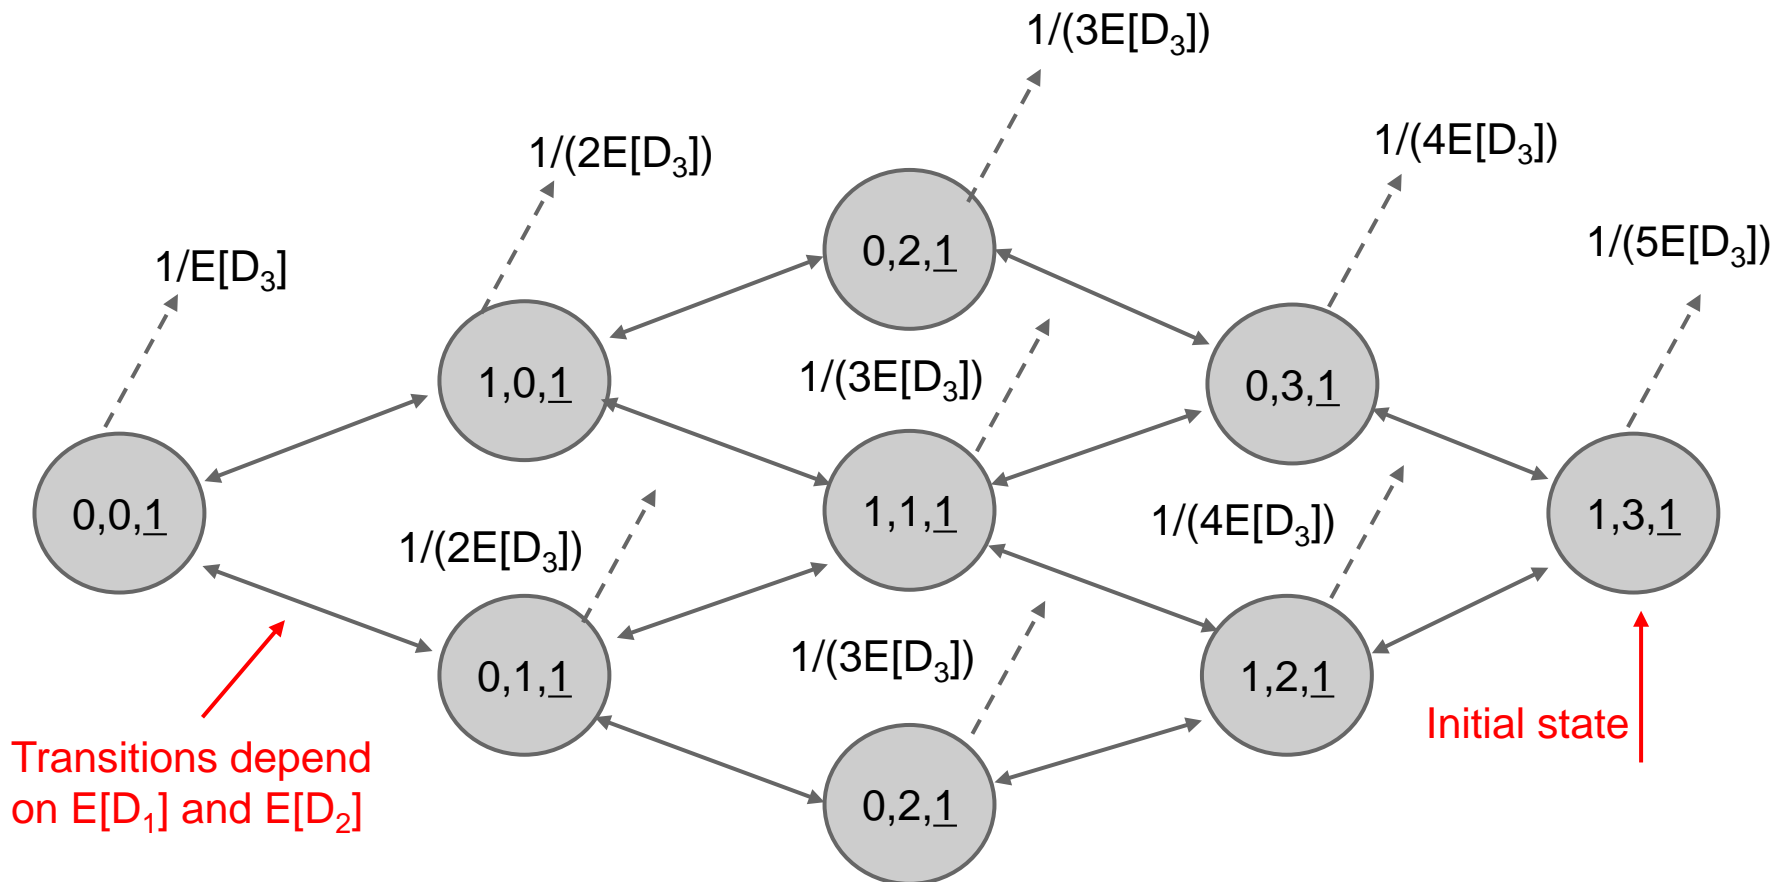 1/(3E[D₃])
1/(2E[D₃])
1/(4E[D₃])
0,2,1
1/E[D₃]
1/(5E[D₃])
1,0,1
1/(3E[D₃])
0,3,1
0,0,1
1,1,1
1/(4E[D₃])
1,3,1
1/(2E[D₃])
0,1,1
1/(3E[D₃])
1,2,1
Initial state
Transitions depend
on E[D₁] and E[D₂]
0,2,1